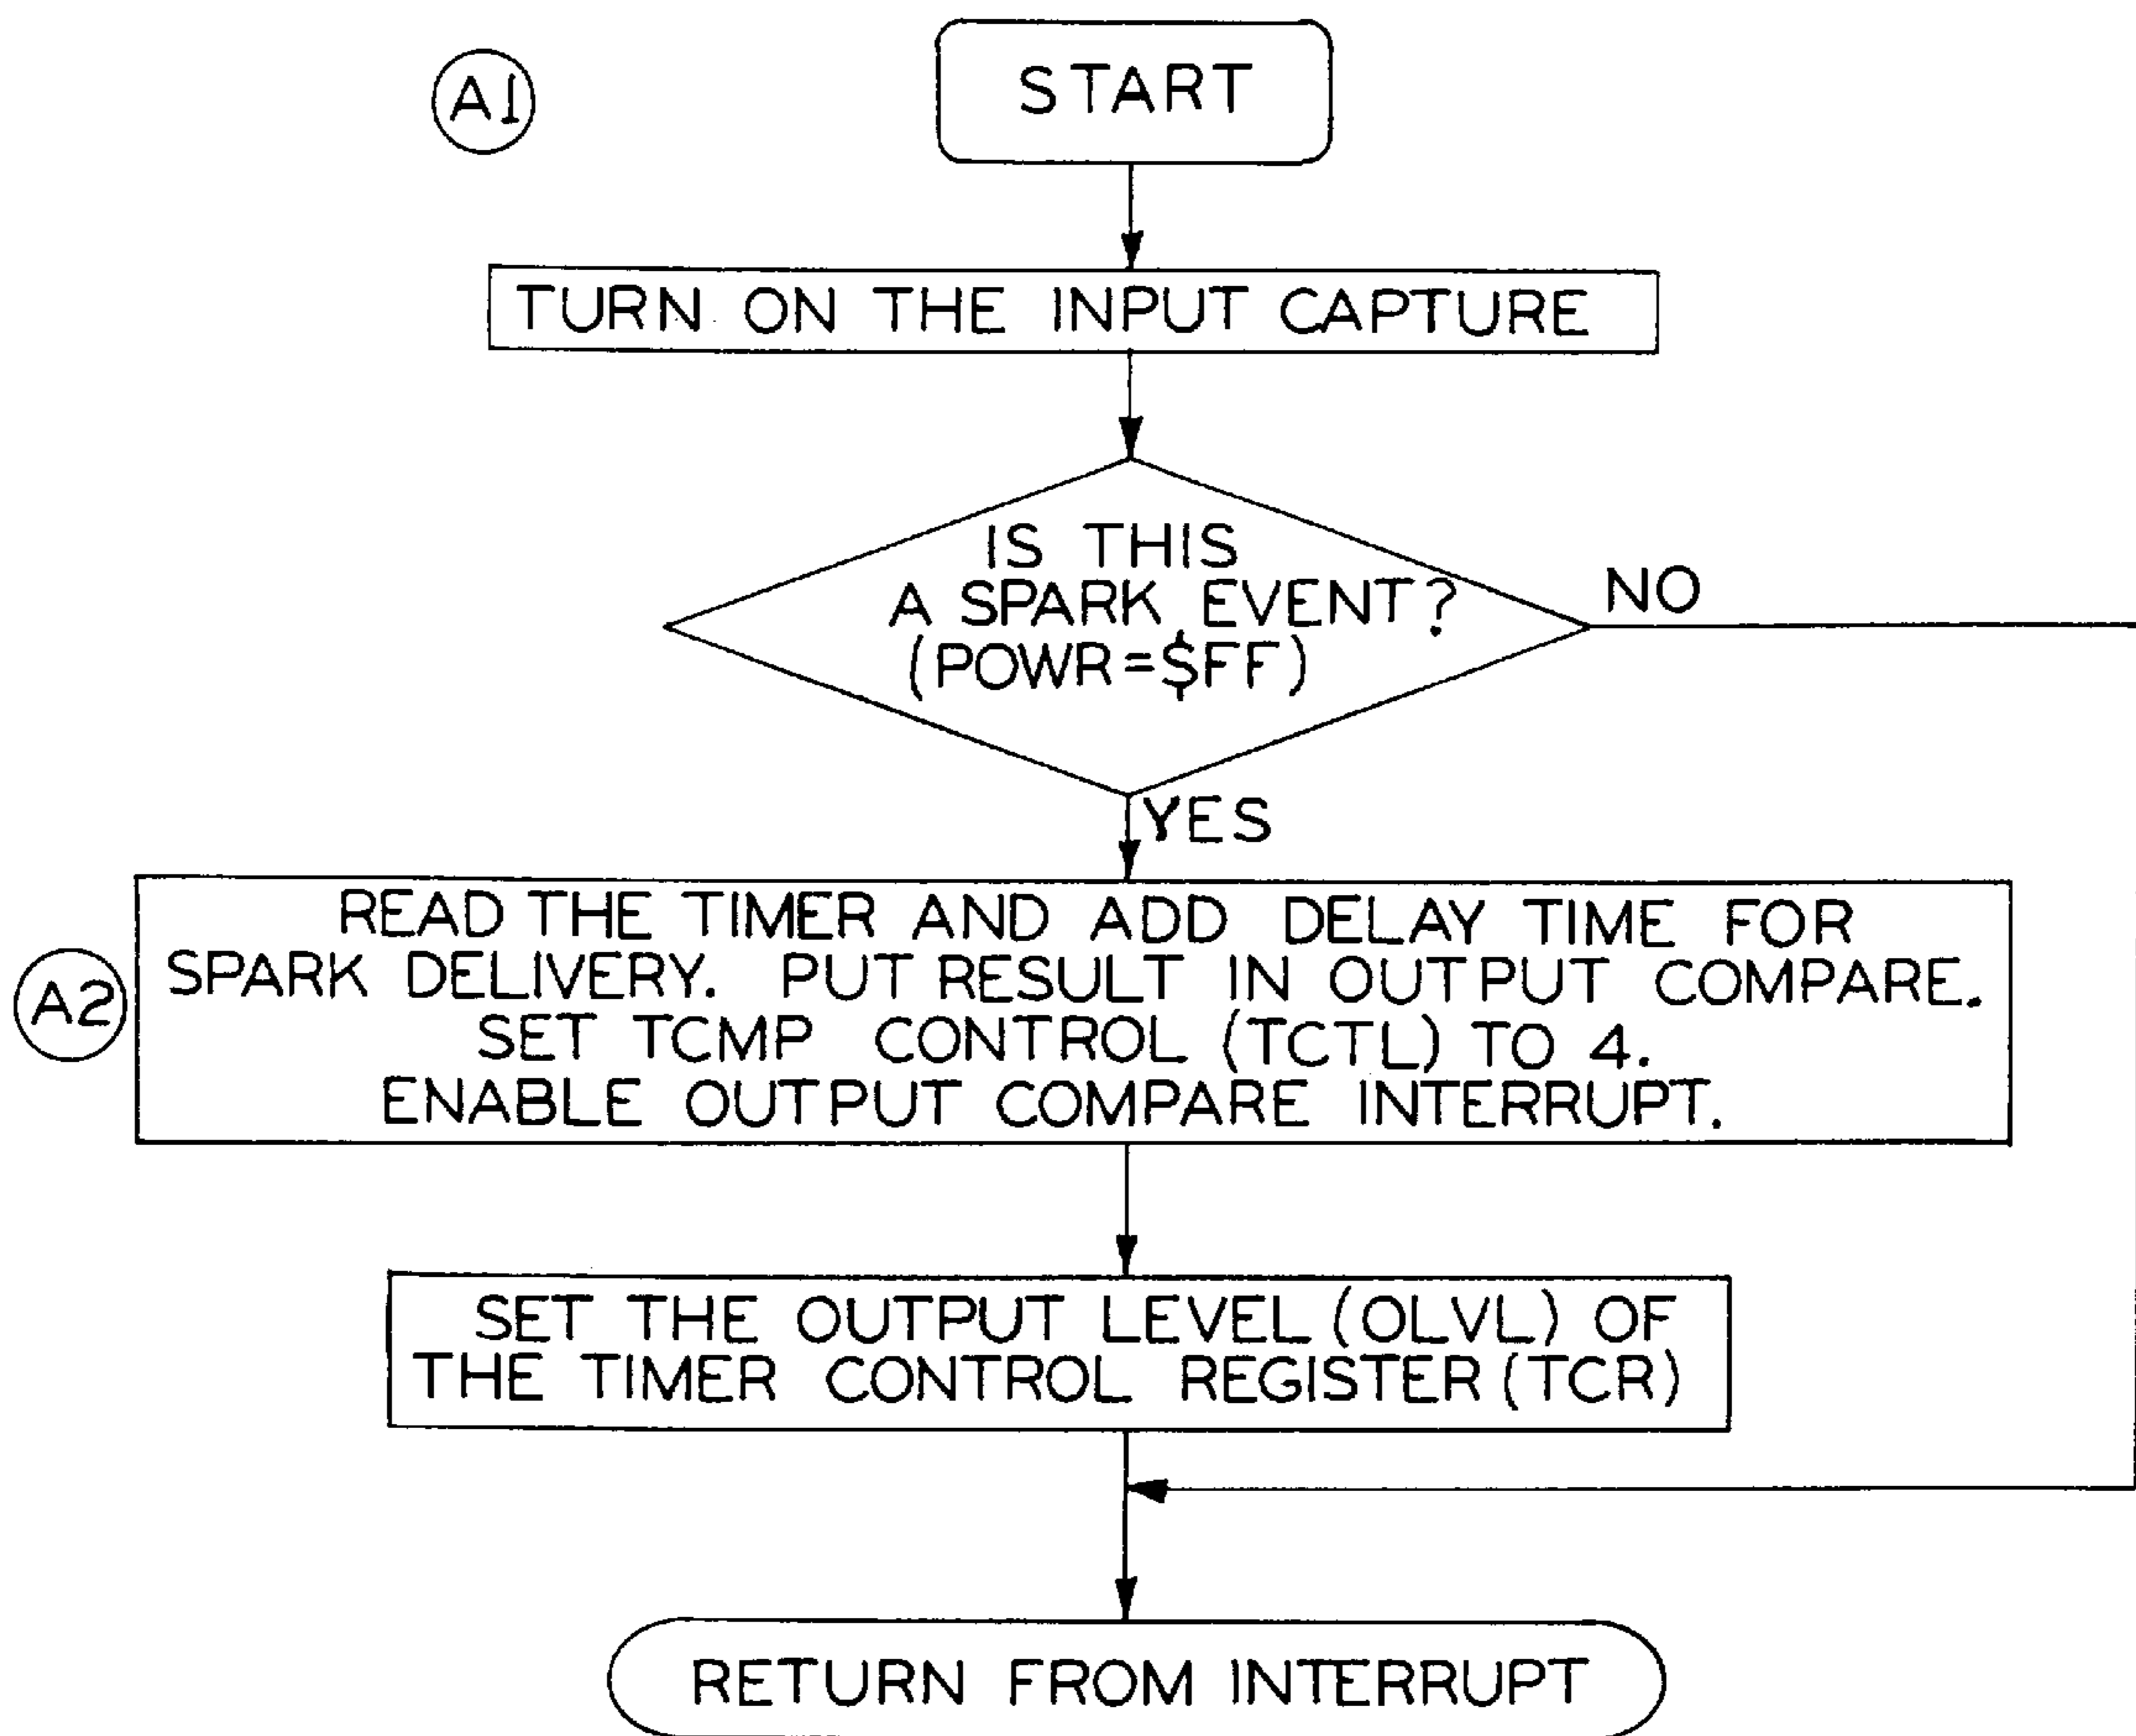 A1
START
TURN ON THE INPUT CAPTURE
IS THIS
A SPARK EVENT?
(POWR=$FF)
NO
YES
A2
READ THE TIMER AND ADD DELAY TIME FOR
SPARK DELIVERY. PUT RESULT IN OUTPUT COMPARE.
SET TCMP CONTROL (TCTL) TO 4.
ENABLE OUTPUT COMPARE INTERRUPT.
SET THE OUTPUT LEVEL (OLVL) OF
THE TIMER CONTROL REGISTER (TCR)
RETURN FROM INTERRUPT